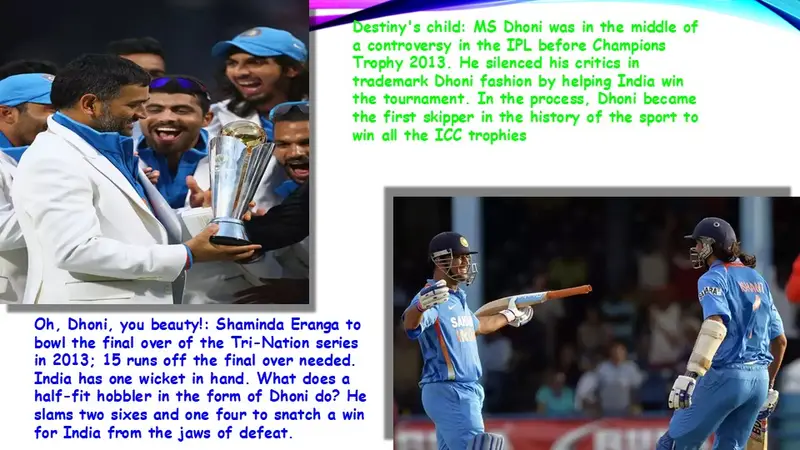 Destiny's child: MS Dhoni was in the middle of
a controversy in the IPL before Champions
Trophy 2013. He silenced his critics in
trademark Dhoni fashion by helping India win
the tournament. In the process, Dhoni became
the first skipper in the history of the sport to
win all the ICC trophies
Oh, Dhoni, you beauty!: Shaminda Eranga to
bowl the final over of the Tri-Nation series
in 2013; 15 runs off the final over needed.
India has one wicket in hand. What does a
half-fit hobbler in the form of Dhoni do? He
slams two sixes and one four to snatch a win
for India from the jaws of defeat.